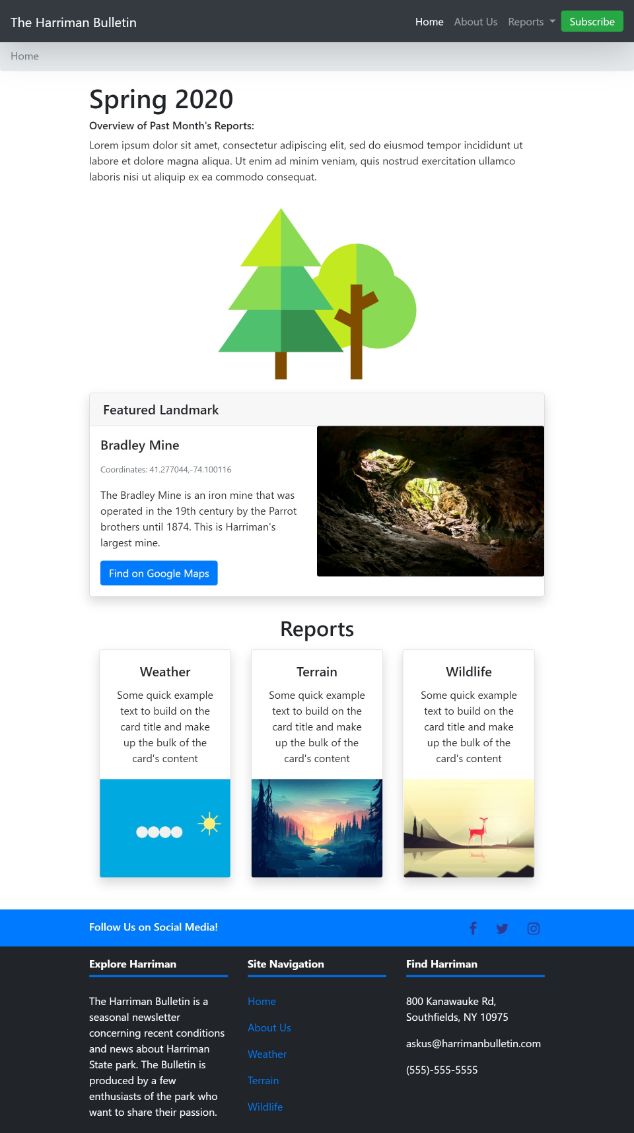 The Harriman Bulletin
Home About Us Reports Subscribe
Home
Spring 2020
Overview of Past Month's Reports:
Lorem ipsum dolor sit amet, consectetur adipiscing elit, sed do eiusmod tempor incididunt ut
labore et dolore magna aliqua. Ut enim ad minim veniam, quis nostrud exercitation ullamco
laboris nisi ut aliquip ex ea commodo consequat.
Featured Landmark
Bradley Mine
Coordinates: 41.277044,-74.100116
The Bradley Mine is an iron mine that was
operated in the 19th century by the Parrot
brothers until 1874. This is Harriman's
largest mine.
Find on Google Maps
Reports
Weather
Some quick example
text to build on the
card title and make
up the bulk of the
card's content
Terrain
Some quick example
text to build on the
card title and make
up the bulk of the
card's content
Wildlife
Some quick example
text to build on the
card title and make
up the bulk of the
card's content
Follow Us on Social Media!
Explore Harriman
The Harriman Bulletin is a
seasonal newsletter
concerning recent conditions
and news about Harriman
State park. The Bulletin is
produced by a few
enthusiasts of the park who
want to share their passion.
Site Navigation
Home
About Us
Weather
Terrain
Wildlife
Find Harriman
800 Kanawauke Rd,
Southfields, NY 10975
askus@harrimanbulletin.com
(555)-555-5555